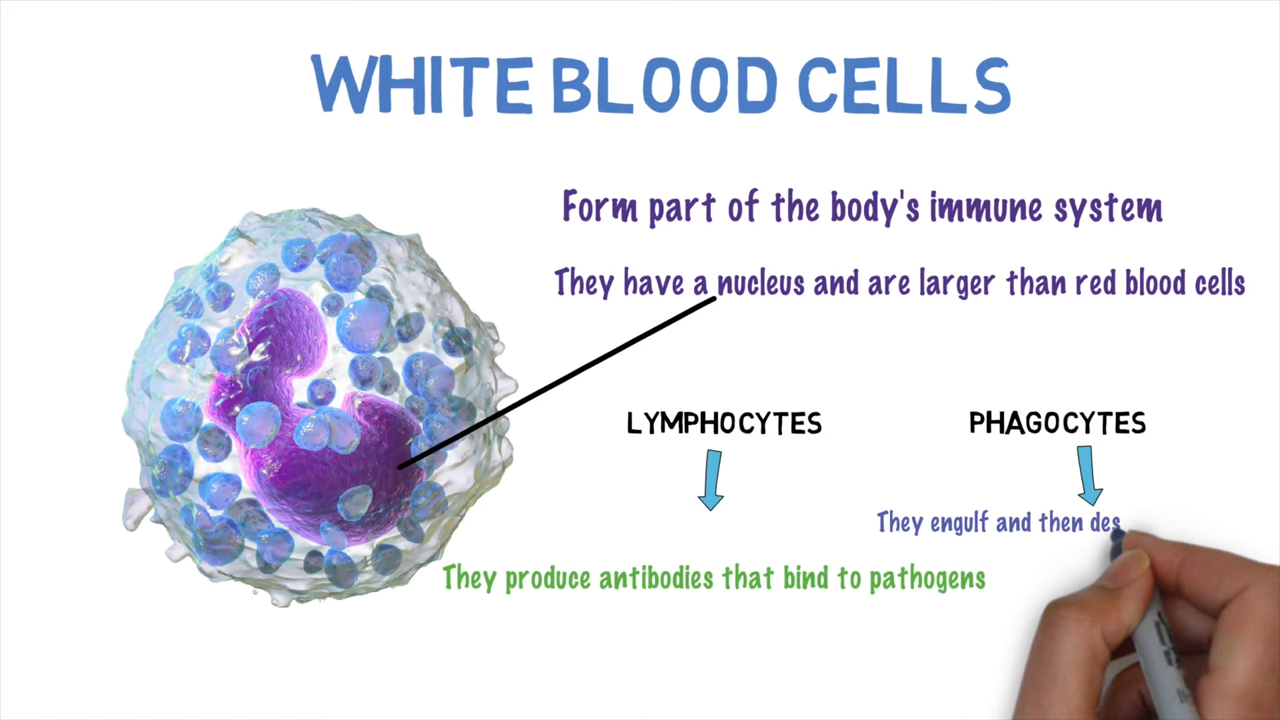 WHITE BLOOD CELLS
Form part of the body's immune system
They have a nucleus and are larger than red blood cells
LYMPHOCYTES
PHAGOCYTES
They engulf and then des
They produce antibodies that bind to pathogens